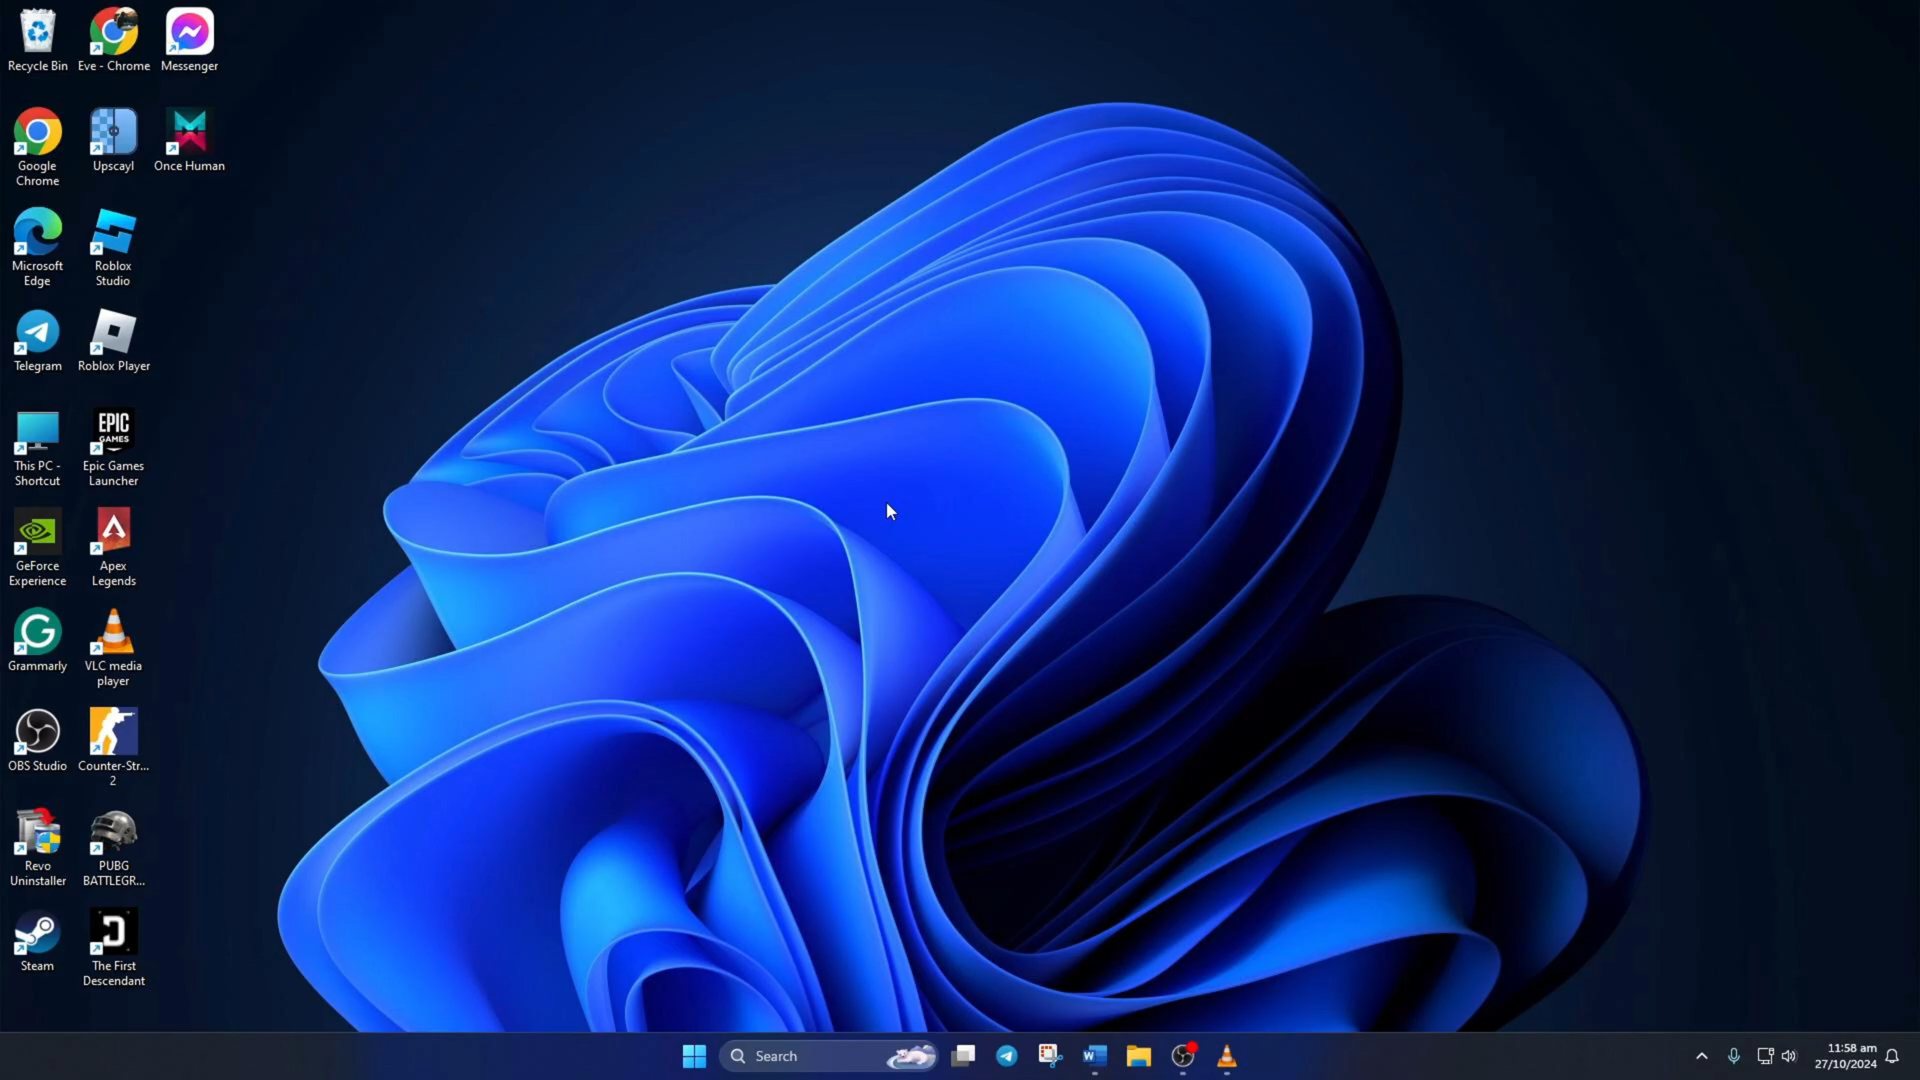 Recycle Bin
Eve - Chrome
Messenger
Google
Chrome
Upscayl
Once Human
Microsoft
Edge
Roblox
Studio
Telegram
Roblox Player
This PC -
Shortcut
EPIC
GAMES
Epic Games
Launcher
GeForce
Experience
Apex
Legends
Grammarly
VLC media
player
OBS Studio
Counter-Str...
2
Revo
Uninstaller
PUBG
BATTLEGR...
Steam
The First
Descendant
Search
W
11:58 am
27/10/2024